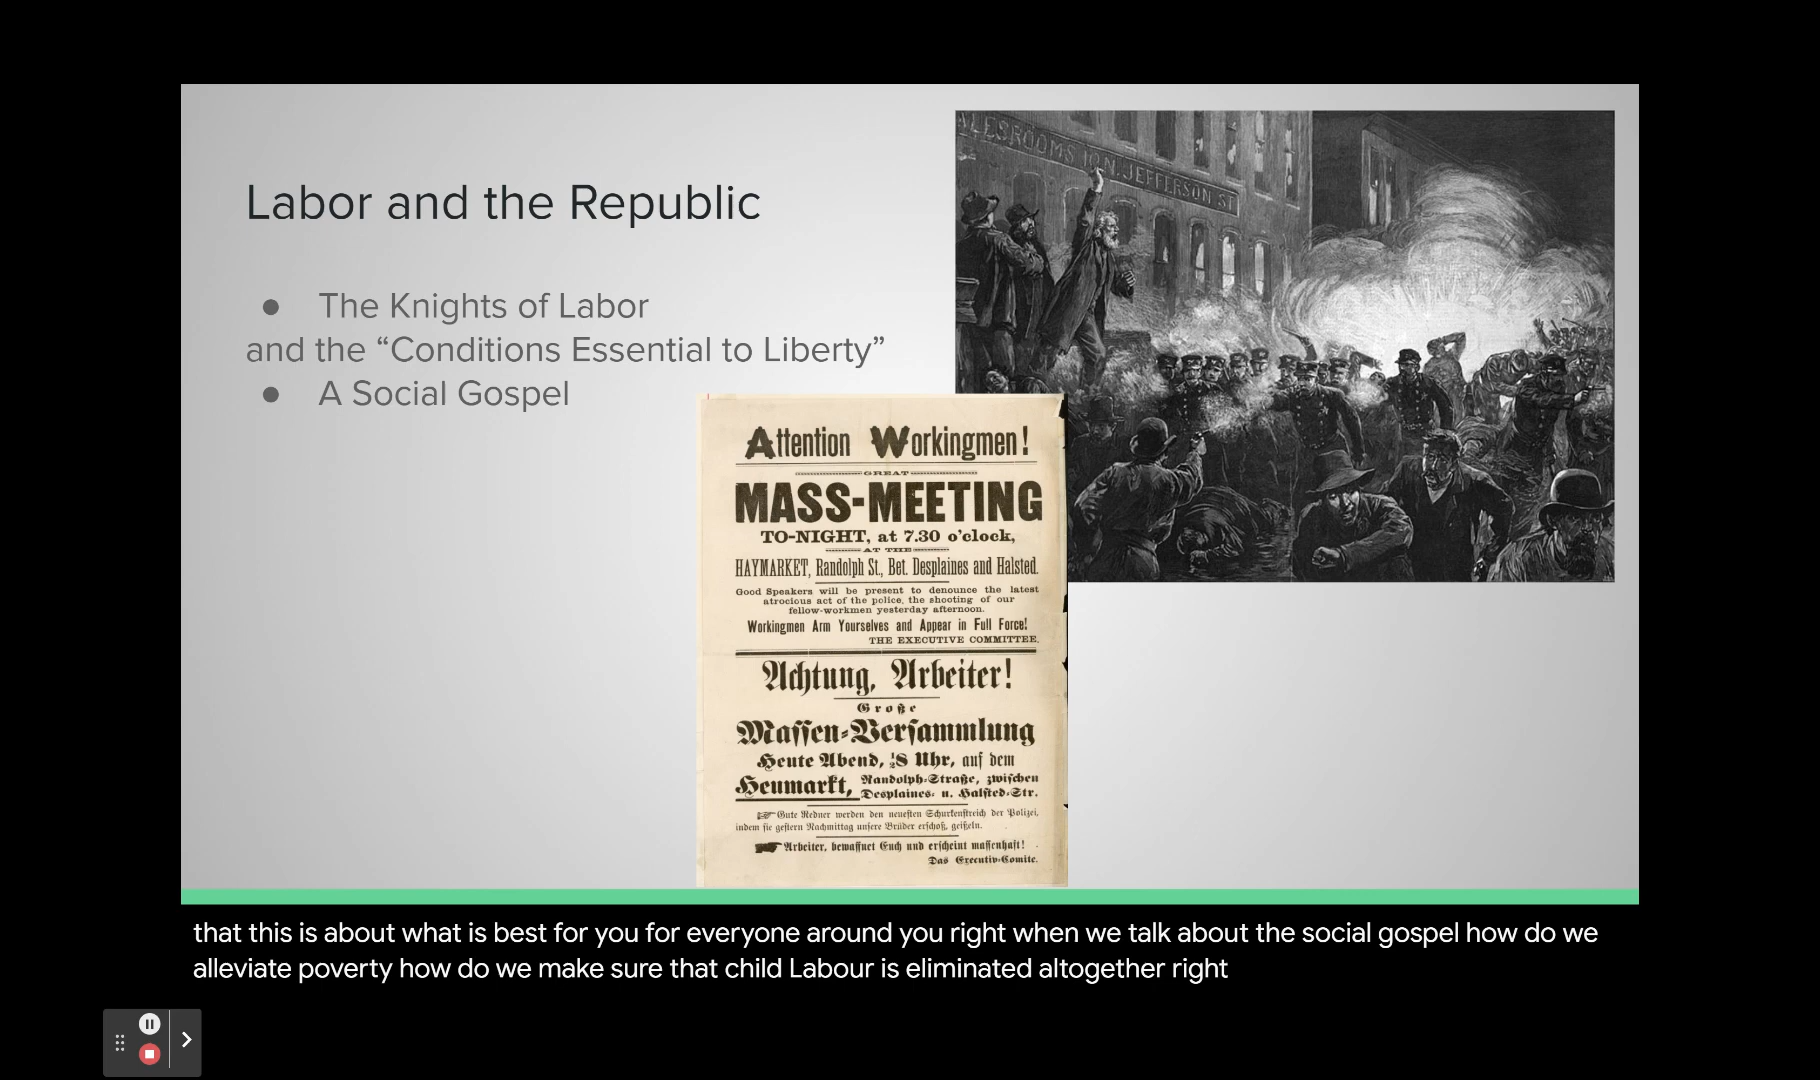 Labor and the Republic
● The Knights of Labor
and the “Conditions Essential to Liberty”
● A Social Gospel
ALESROOMS 10 N. JEFFERSON ST
Attention Workingmen!
GREAT
MASS-MEETING
TO-NIGHT, at 7.30 o'clock,
AT THE
HAYMARKET, Randolph St., Bet. Desplaines and Halsted.
Good Speakers will be present to denounce the latest
atrocious act of the police, the shooting of our
fellow-workmen yesterday afternoon.
Workingmen Arm Yourselves and Appear in Full Force!
THE EXECUTIVE COMMITTEE.
Achtung, Arbeiter!
Große
Massen-Versammlung
Heute Abend, ½8 Uhr, auf dem
Heumarkt, Randolph-Straße, zwischen
Desplaines- u. Halsted-Str.
Gute Redner werden den neuesten Schurkenstreich der Polizei,
indem sie gestern Nachmittag unsere Brüder erschoß, geißeln.
Arbeiter, bewaffnet Euch und erscheint massenhaft!
Das Executiv-Comite.
that this is about what is best for you for everyone around you right when we talk about the social gospel how do we
alleviate poverty how do we make sure that child Labour is eliminated altogether right